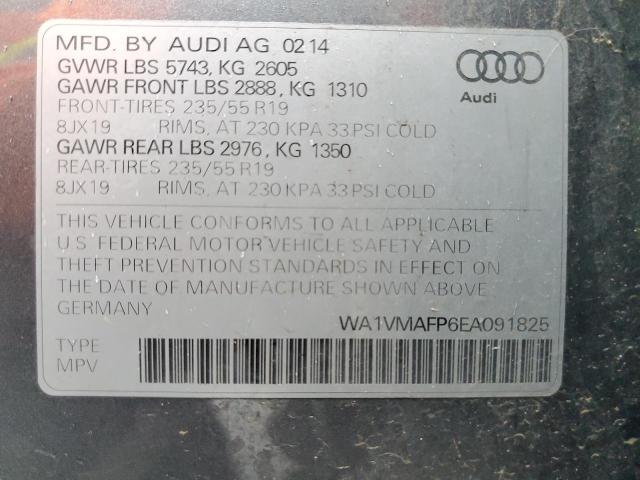 MFD. BY AUDI AG 02 14
GVWR LBS 5743, KG 2605
GAWR FRONT LBS 2888, KG 1310
FRONT-TIRES 235/55 R19
8JX19 RIMS, AT 230 KPA 33 PSI COLD
GAWR REAR LBS 2976, KG 1350
REAR-TIRES 235/55 R19
8JX19 RIMS, AT 230 KPA 33 PSI COLD
Audi
THIS VEHICLE CONFORMS TO ALL APPLICABLE
U.S. FEDERAL MOTOR VEHICLE SAFETY AND
THEFT PREVENTION STANDARDS IN EFFECT ON
THE DATE OF MANUFACTURE SHOWN ABOVE
GERMANY
WA1VMAFP6EA091825
TYPE
MPV